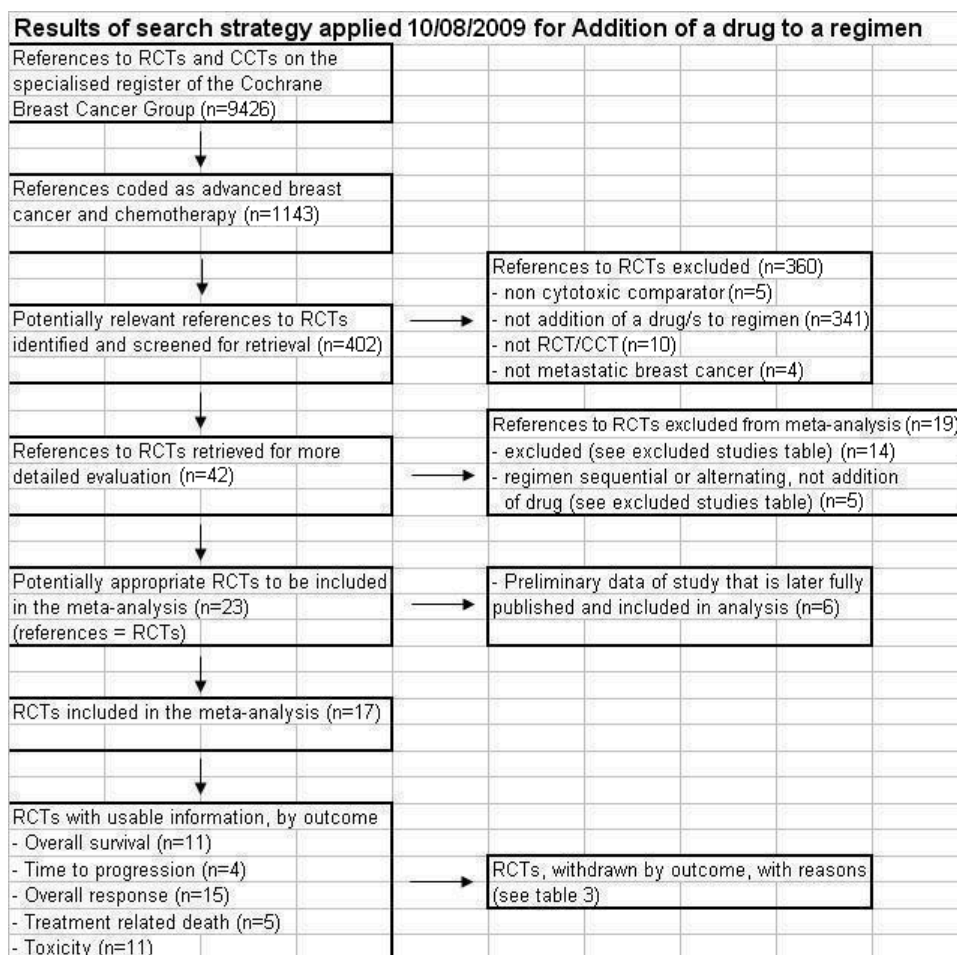 Results of search strategy applied 10/08/2009 for Addition of a drug to a regimen
References to RCTs and CCTs on the
specialised register of the Cochrane
Breast Cancer Group (n=9426)
References coded as advanced breast
cancer and chemotherapy (n=1143)
Potentially relevant references to RCTs
identified and screened for retrieval (n=402)
References to RCTs excluded (n=360)
- non cytotoxic comparator (n=5)
- not addition of a drug/s to regimen (n=341)
- not RCT/CCT (n=10)
- not metastatic breast cancer (n=4)
References to RCTs retrieved for more
detailed evaluation (n=42)
References to RCTs excluded from meta-analysis (n=19)
- excluded (see excluded studies table) (n=14)
- regimen sequential or alternating, not addition
of drug (see excluded studies table) (n=5)
Potentially appropriate RCTs to be included
in the meta-analysis (n=23)
(references = RCTs)
- Preliminary data of study that is later fully
published and included in analysis (n=6)
RCTs included in the meta-analysis (n=17)
RCTs with usable information, by outcome
- Overall survival (n=11)
- Time to progression (n=4)
- Overall response (n=15)
- Treatment related death (n=5)
- Toxicity (n=11)
RCTs, withdrawn by outcome, with reasons
(see table 3)